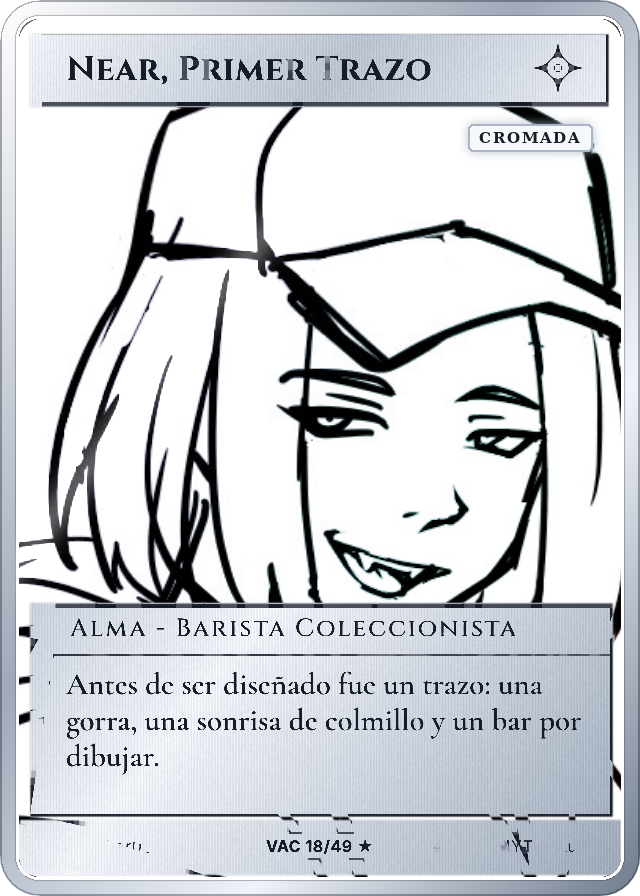 Near, Primer Trazo
CROMADA
Alma - Barista Coleccionista
Antes de ser diseñado fue un trazo: una
gorra, una sonrisa de colmillo y un bar por
dibujar.
VAC 18/49 ★